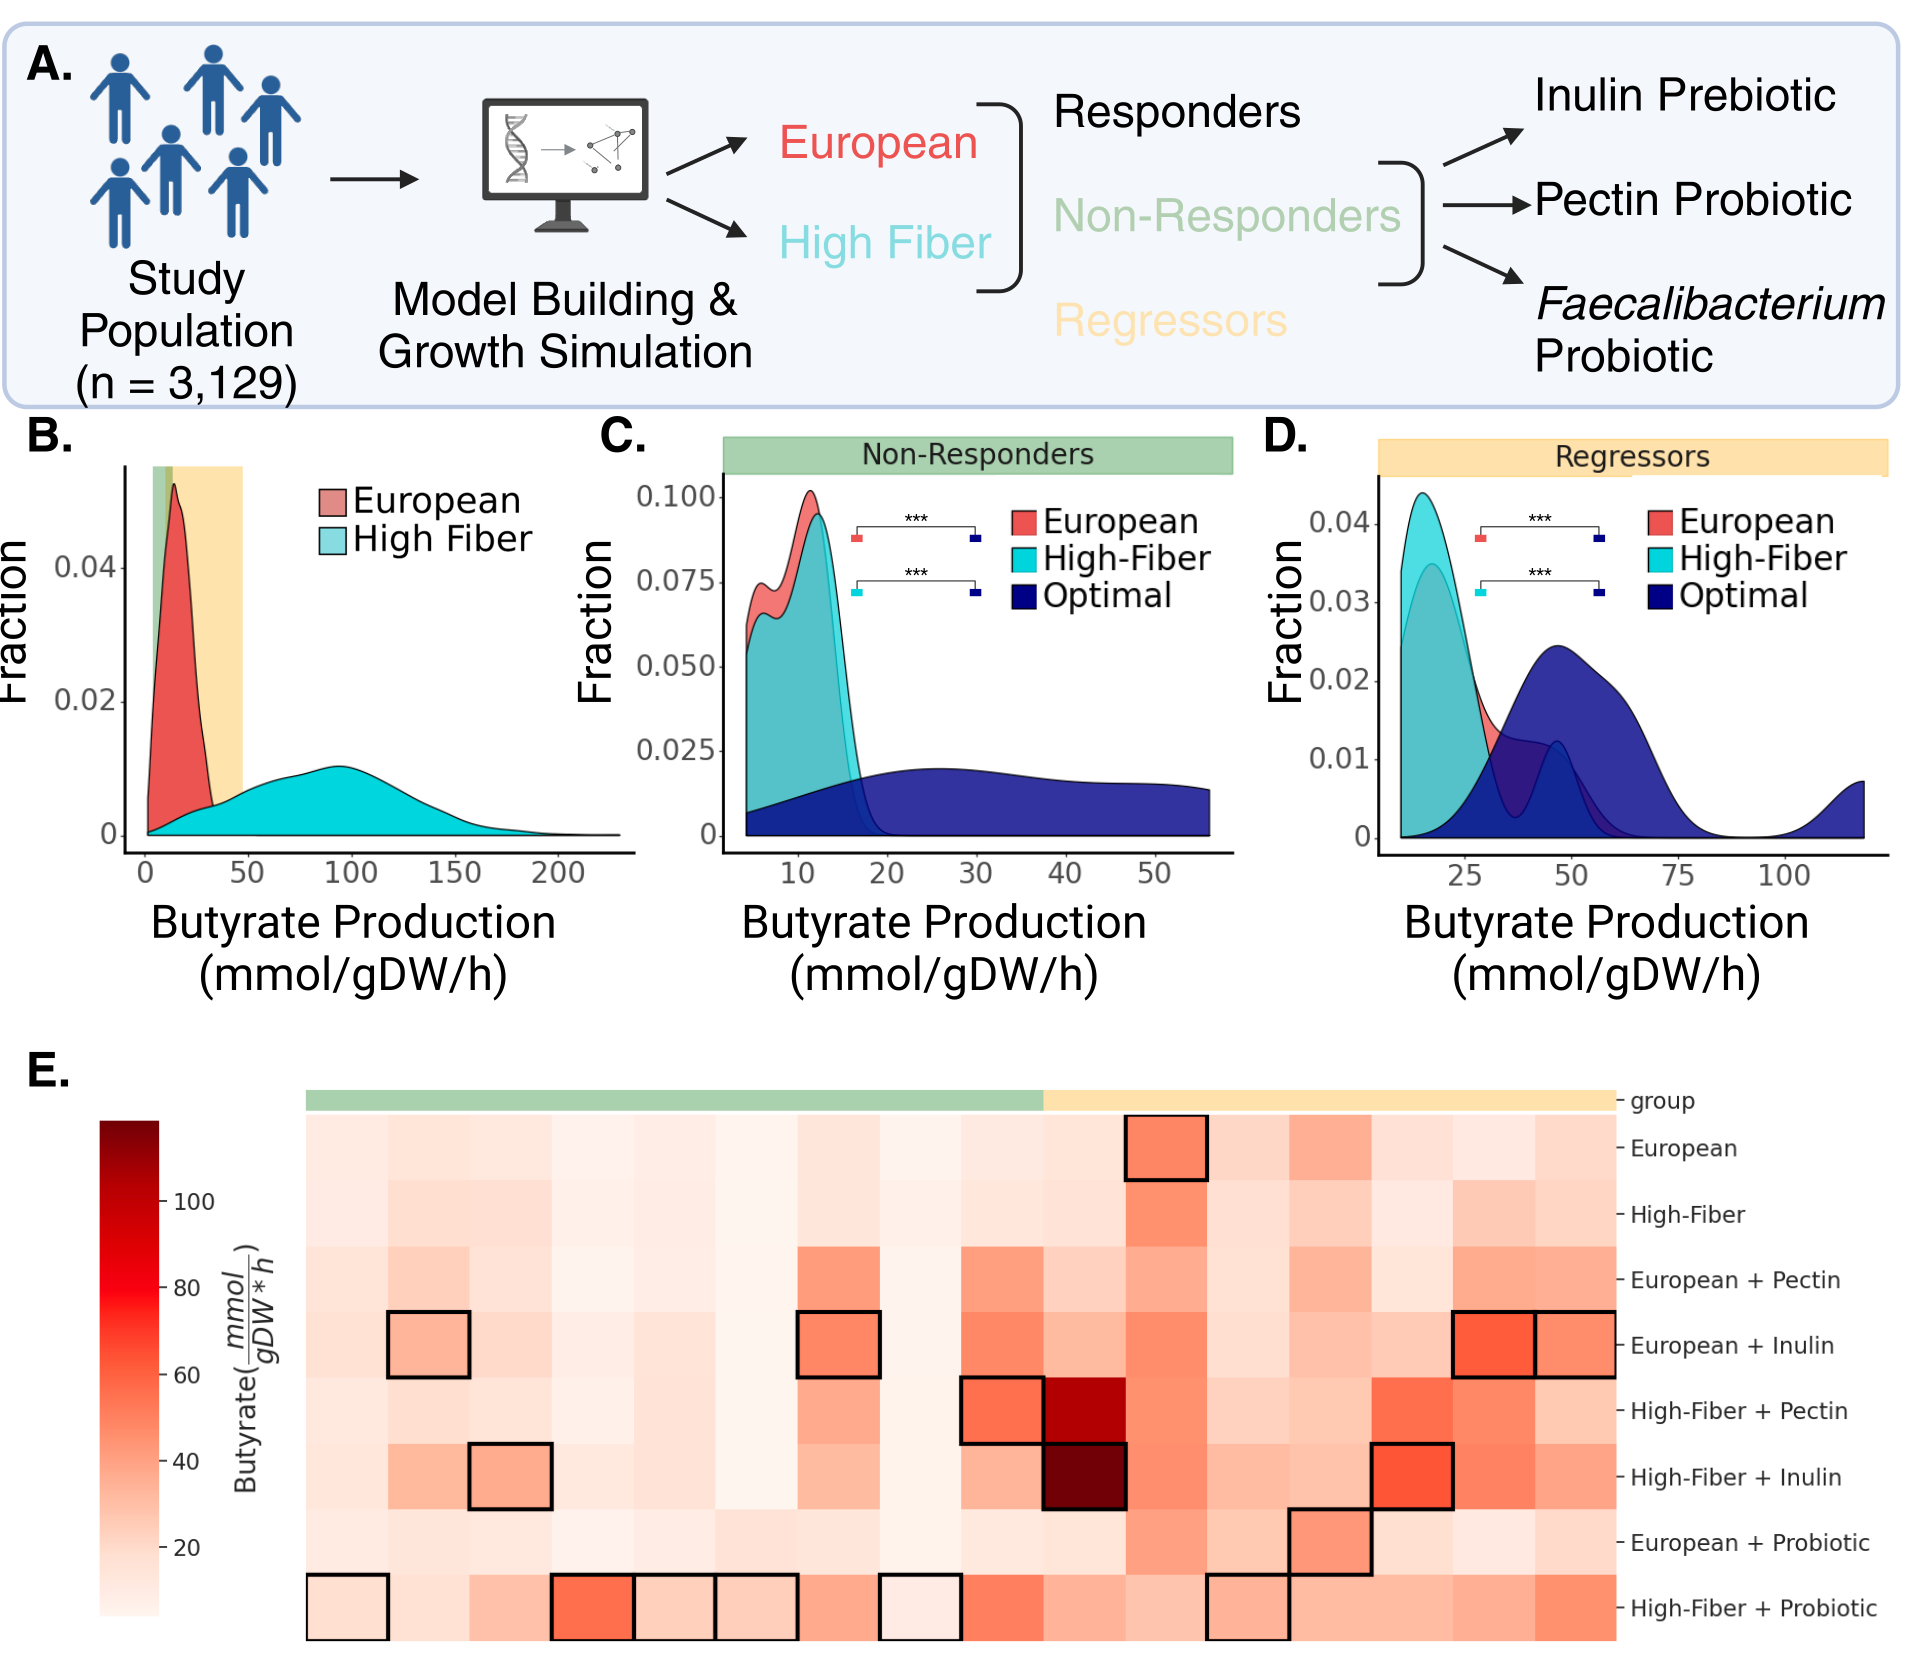 A.
Study
Population
(n = 3,129)
Model Building &
Growth Simulation
European
High Fiber
Responders
Non-Responders
Regressors
Inulin Prebiotic
Pectin Probiotic
Faecalibacterium
Probiotic
B.
European
High Fiber
Fraction
0.04
0.02
0
0 50 100 150 200
Butyrate Production
(mmol/gDW/h)
C.
Non-Responders
European
High-Fiber
Optimal
***
***
Fraction
0.100
0.075
0.050
0.025
0
10 20 30 40 50
Butyrate Production
(mmol/gDW/h)
D.
Regressors
European
High-Fiber
Optimal
***
***
Fraction
0.04
0.03
0.02
0.01
0
25 50 75 100
Butyrate Production
(mmol/gDW/h)
E.
100
80
60
40
20
Butyrate(mmol/gDW*h)
group
European
High-Fiber
European + Pectin
European + Inulin
High-Fiber + Pectin
High-Fiber + Inulin
European + Probiotic
High-Fiber + Probiotic